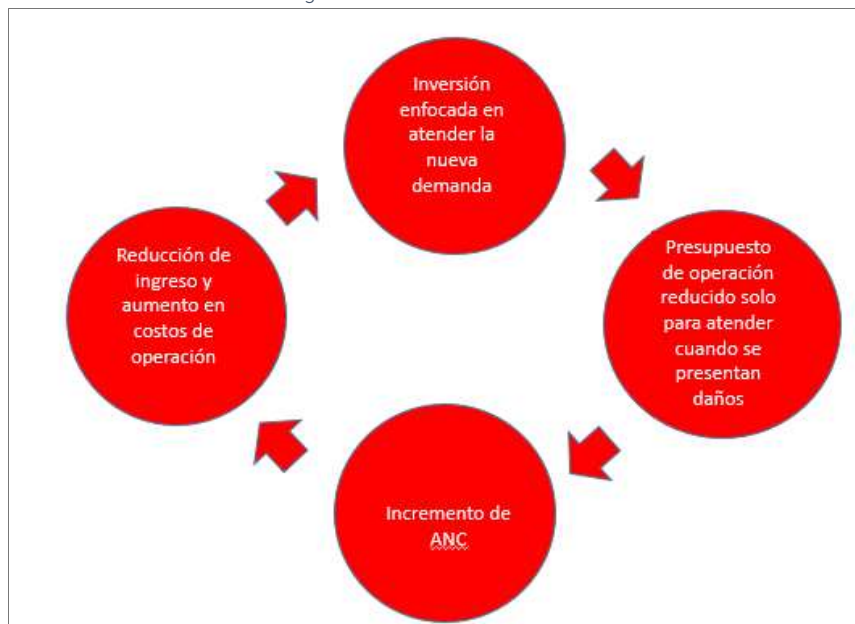 Inversión
enfocada en
atender la
nueva
demanda
Presupuesto
de operación
reducido solo
para atender
cuando se
presentan
daños
Incremento de
ANC
Reducción de
ingreso y
aumento en
costos de
operación